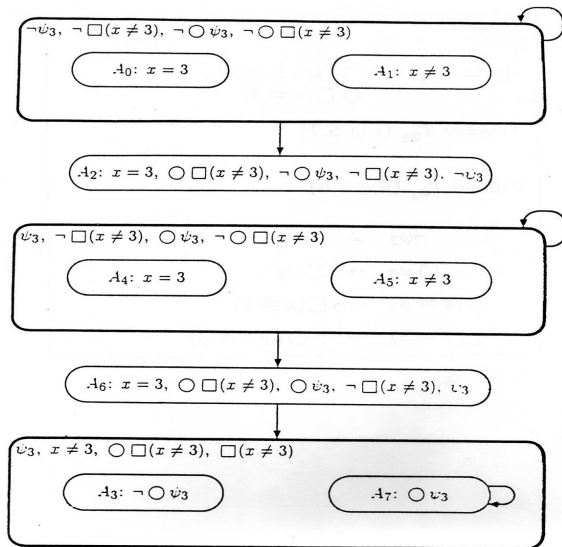 ¬ψ₃, ¬□(x ≠ 3), ¬○ψ₃, ¬○□(x ≠ 3)
A₀: x = 3 A₁: x ≠ 3
A₂: x = 3, ○□(x ≠ 3), ¬○ψ₃, ¬□(x ≠ 3), ¬ψ₃
ψ₃, ¬□(x ≠ 3), ○ψ₃, ¬○□(x ≠ 3)
A₄: x = 3 A₅: x ≠ 3
A₆: x = 3, ○□(x ≠ 3), ○ψ₃, ¬□(x ≠ 3), ψ₃
ψ₃, x ≠ 3, ○□(x ≠ 3), □(x ≠ 3)
A₃: ¬○ψ₃ A₇: ○ψ₃